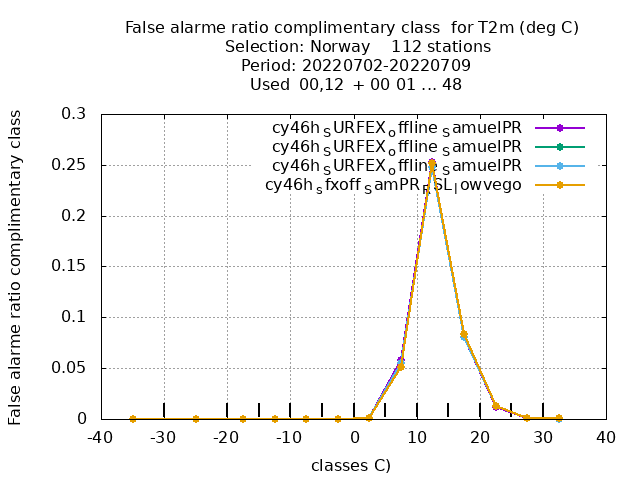 False alarme ratio complimentary class  for T2m (deg C)
Selection: Norway    112 stations
Period: 20220702-20220709
Used  00,12  + 00 01 ... 48
False alarme ratio complimentary class
0.3
0.25
0.2
0.15
0.1
0.05
0
cy46h_SURFEX_offline_SamuelPR
cy46h_SURFEX_offline_SamuelPR
cy46h_SURFEX_offline_SamuelPR
cy46h_sfxoff_SamPR_RSL_lowvego
-40 -30 -20 -10 0 10 20 30 40
classes C)